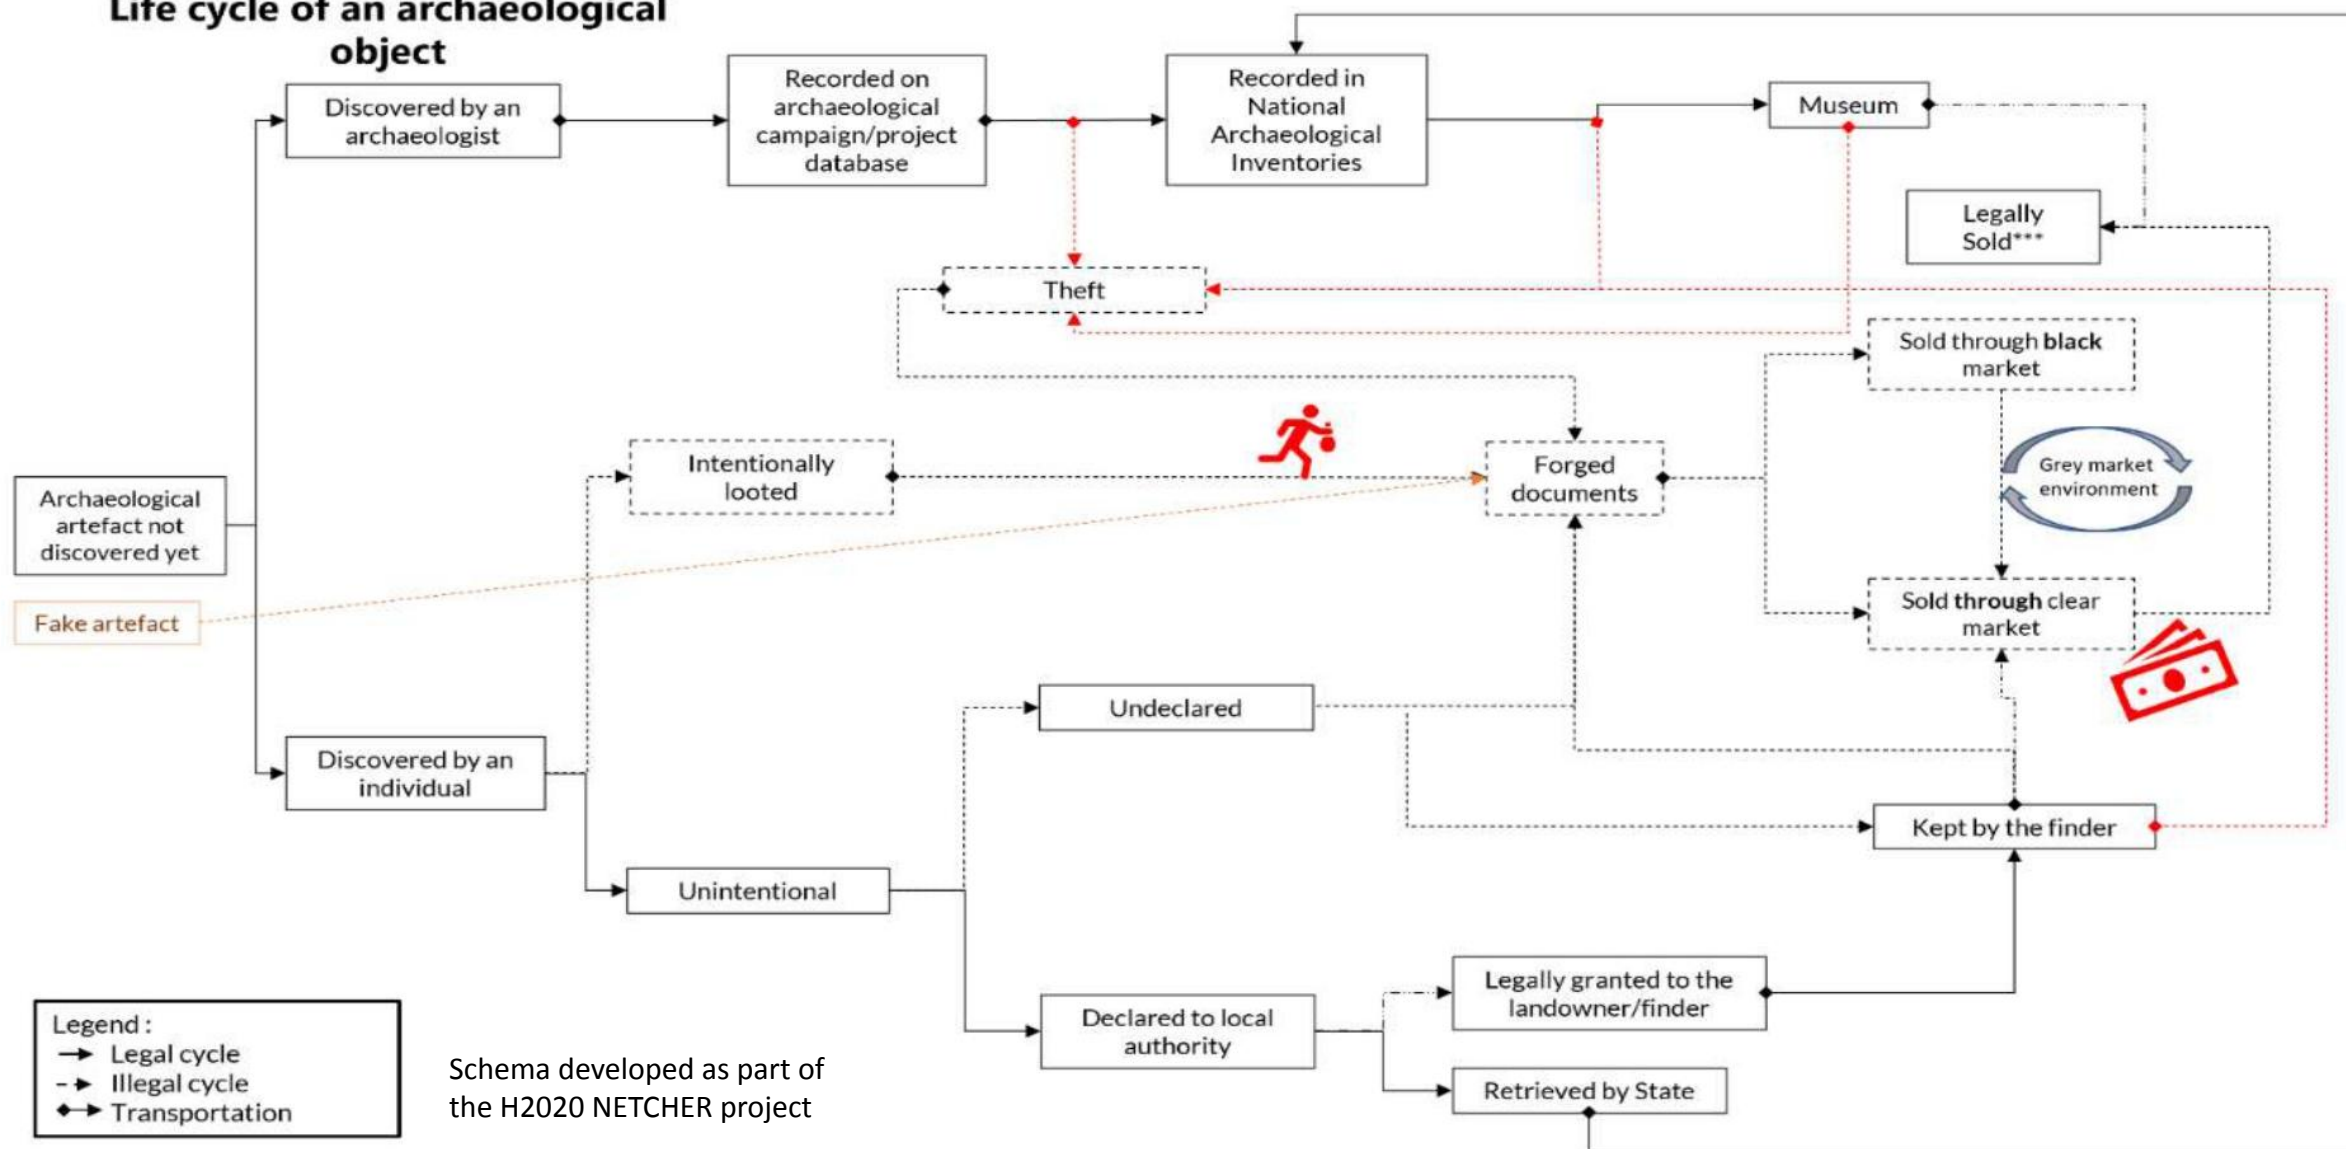 Life cycle of an archaeological
object
Discovered by an
archaeologist
Recorded on
archaeological
campaign/project
database
Recorded in
National
Archaeological
Inventories
Museum
Legally
Sold***
Theft
Sold through black
market
Intentionally
looted
Forged
documents
Grey market
environment
Archaeological
artefact not
discovered yet
Fake artefact
Sold through clear
market
Undeclared
Discovered by an
individual
Kept by the finder
Unintentional
Legally granted to the
landowner/finder
Declared to local
authority
Retrieved by State
Legend :
Legal cycle
Illegal cycle
Transportation
Schema developed as part of
the H2020 NETCHER project